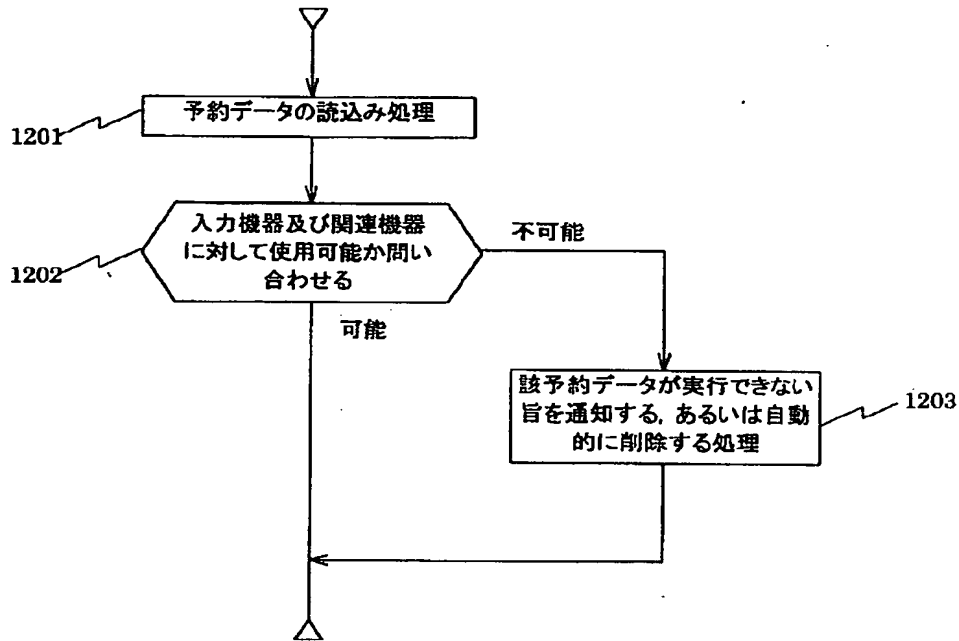 予約データの読込み処理
1201
入力機器及び関連機器
に対して使用可能か問い
合わせる
1202
不可能
可能
該予約データが実行できない
旨を通知する，あるいは自動
的に削除する処理
1203